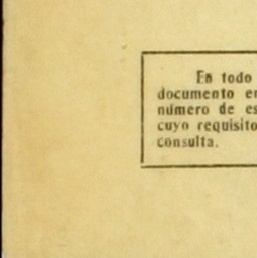 En todo
documento en
número de es
cuyo requisito
consulta.